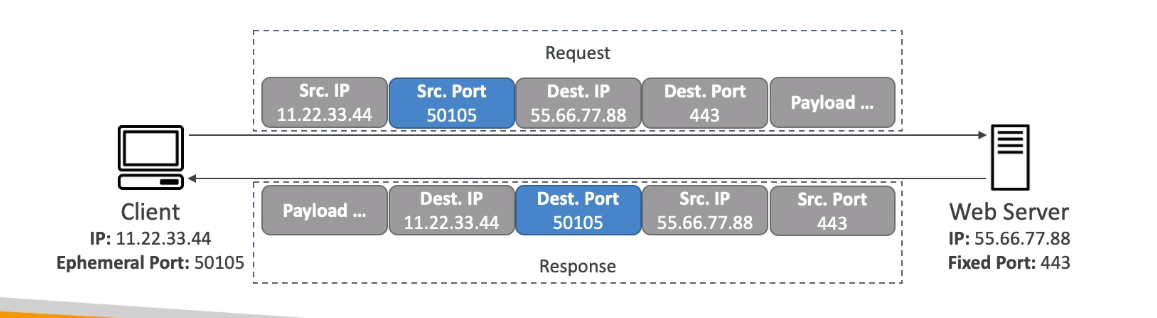 Request
Src. IP
11.22.33.44
Src. Port
50105
Dest. IP
55.66.77.88
Dest. Port
443
Payload ...
Client
IP: 11.22.33.44
Ephemeral Port: 50105
Web Server
IP: 55.66.77.88
Fixed Port: 443
Payload ...
Dest. IP
11.22.33.44
Dest. Port
50105
Src. IP
55.66.77.88
Src. Port
443
Response